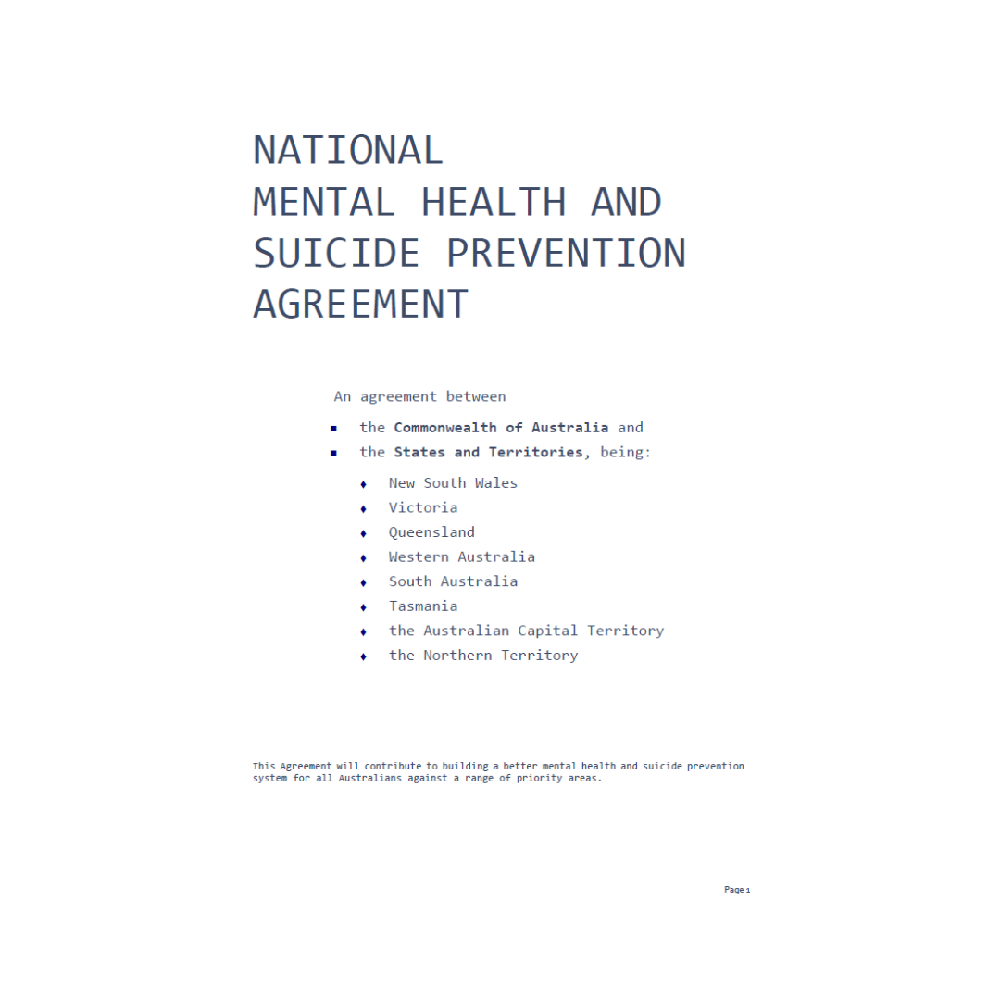 NATIONAL
MENTAL HEALTH AND
SUICIDE PREVENTION
AGREEMENT
An agreement between
▪ the Commonwealth of Australia and
▪ the States and Territories, being:
♦ New South Wales
♦ Victoria
♦ Queensland
♦ Western Australia
♦ South Australia
♦ Tasmania
♦ the Australian Capital Territory
♦ the Northern Territory
This Agreement will contribute to building a better mental health and suicide prevention
system for all Australians against a range of priority areas.
Page 1